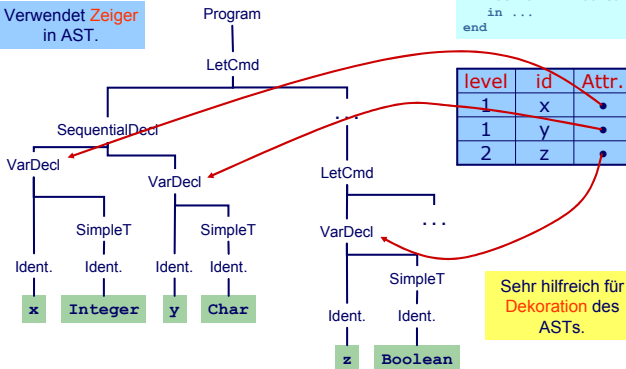 Verwendet Zeiger
in AST.
Program
in ...
end
LetCmd
level id Attr.
1 x
1 y
2 z
SequentialDecl
...
VarDecl
VarDecl
LetCmd
SimpleT
SimpleT
VarDecl
...
Ident.
Ident.
Ident.
Ident.
SimpleT
x
Integer
y
Char
Ident.
Ident.
z
Boolean
Sehr hilfreich für
Dekoration des
ASTs.